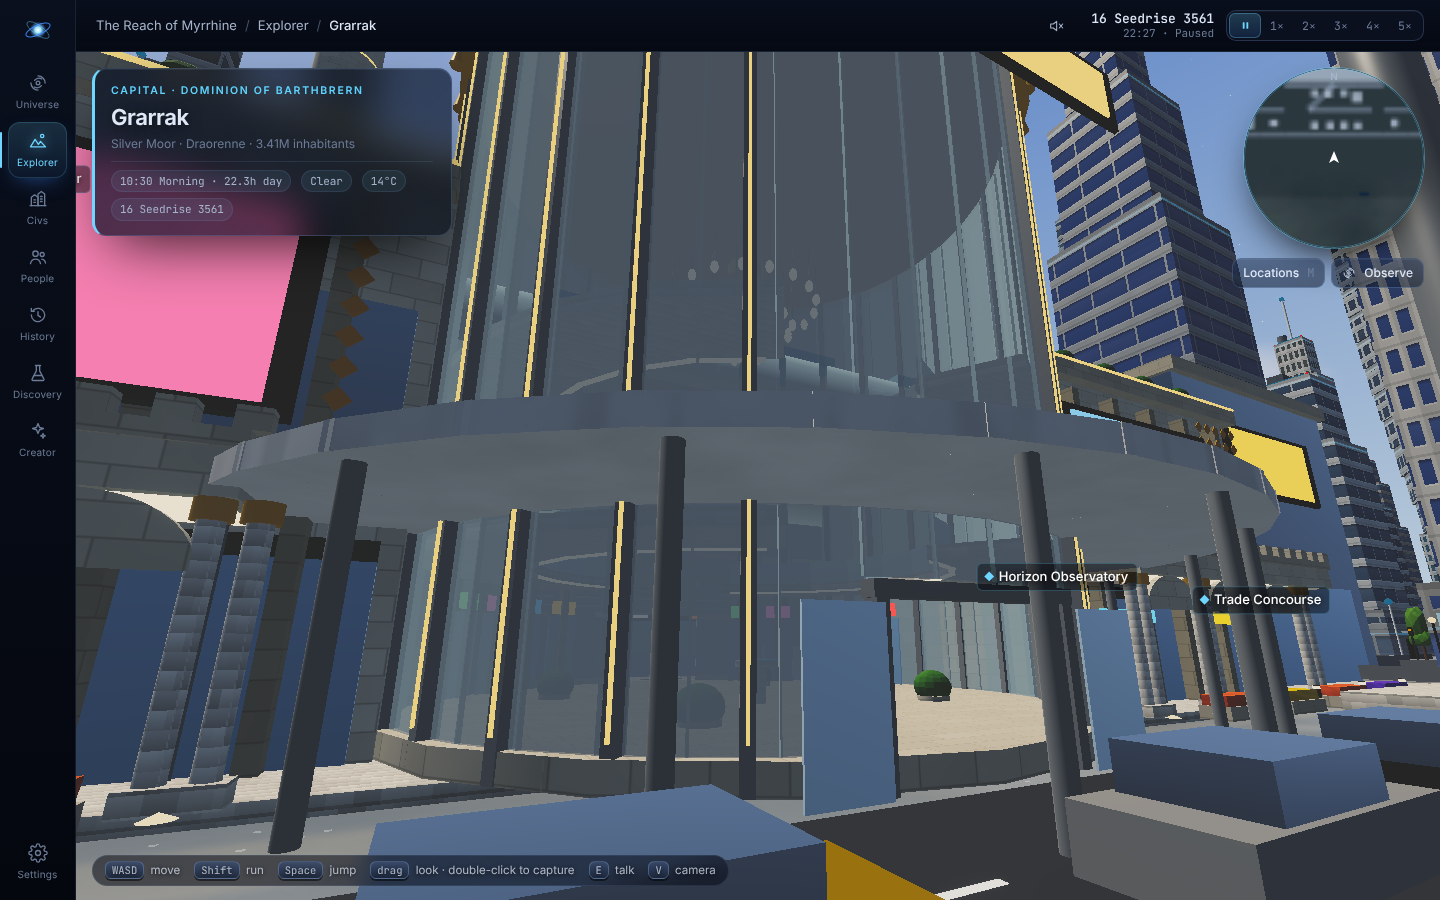 The Reach of Myrrhine / Explorer / Grarrak
16 Seedrise 3561
22:27 · Paused
1× 2× 3× 4× 5×
Universe
Explorer
Civs
People
History
Discovery
Creator
Settings
CAPITAL · DOMINION OF BARTHBRERN
Grarrak
Silver Moor · Draorenne · 3.41M inhabitants
10:30 Morning · 22.3h day
Clear
14°C
16 Seedrise 3561
r
N
Locations M
Observe
Horizon Observatory
Trade Concourse
WASD move Shift run Space jump drag look · double-click to capture E talk V camera